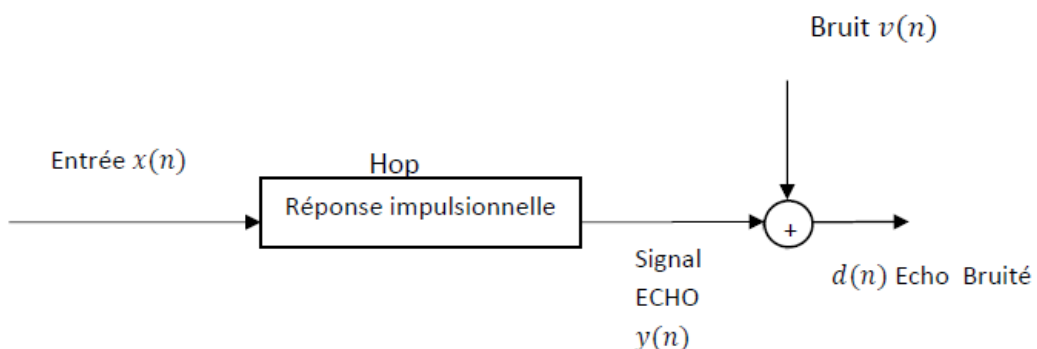 Bruit v(n)
Entrée x(n)
Hop
Réponse impulsionnelle
+
Signal
ECHO
y(n)
d(n) Echo Bruité